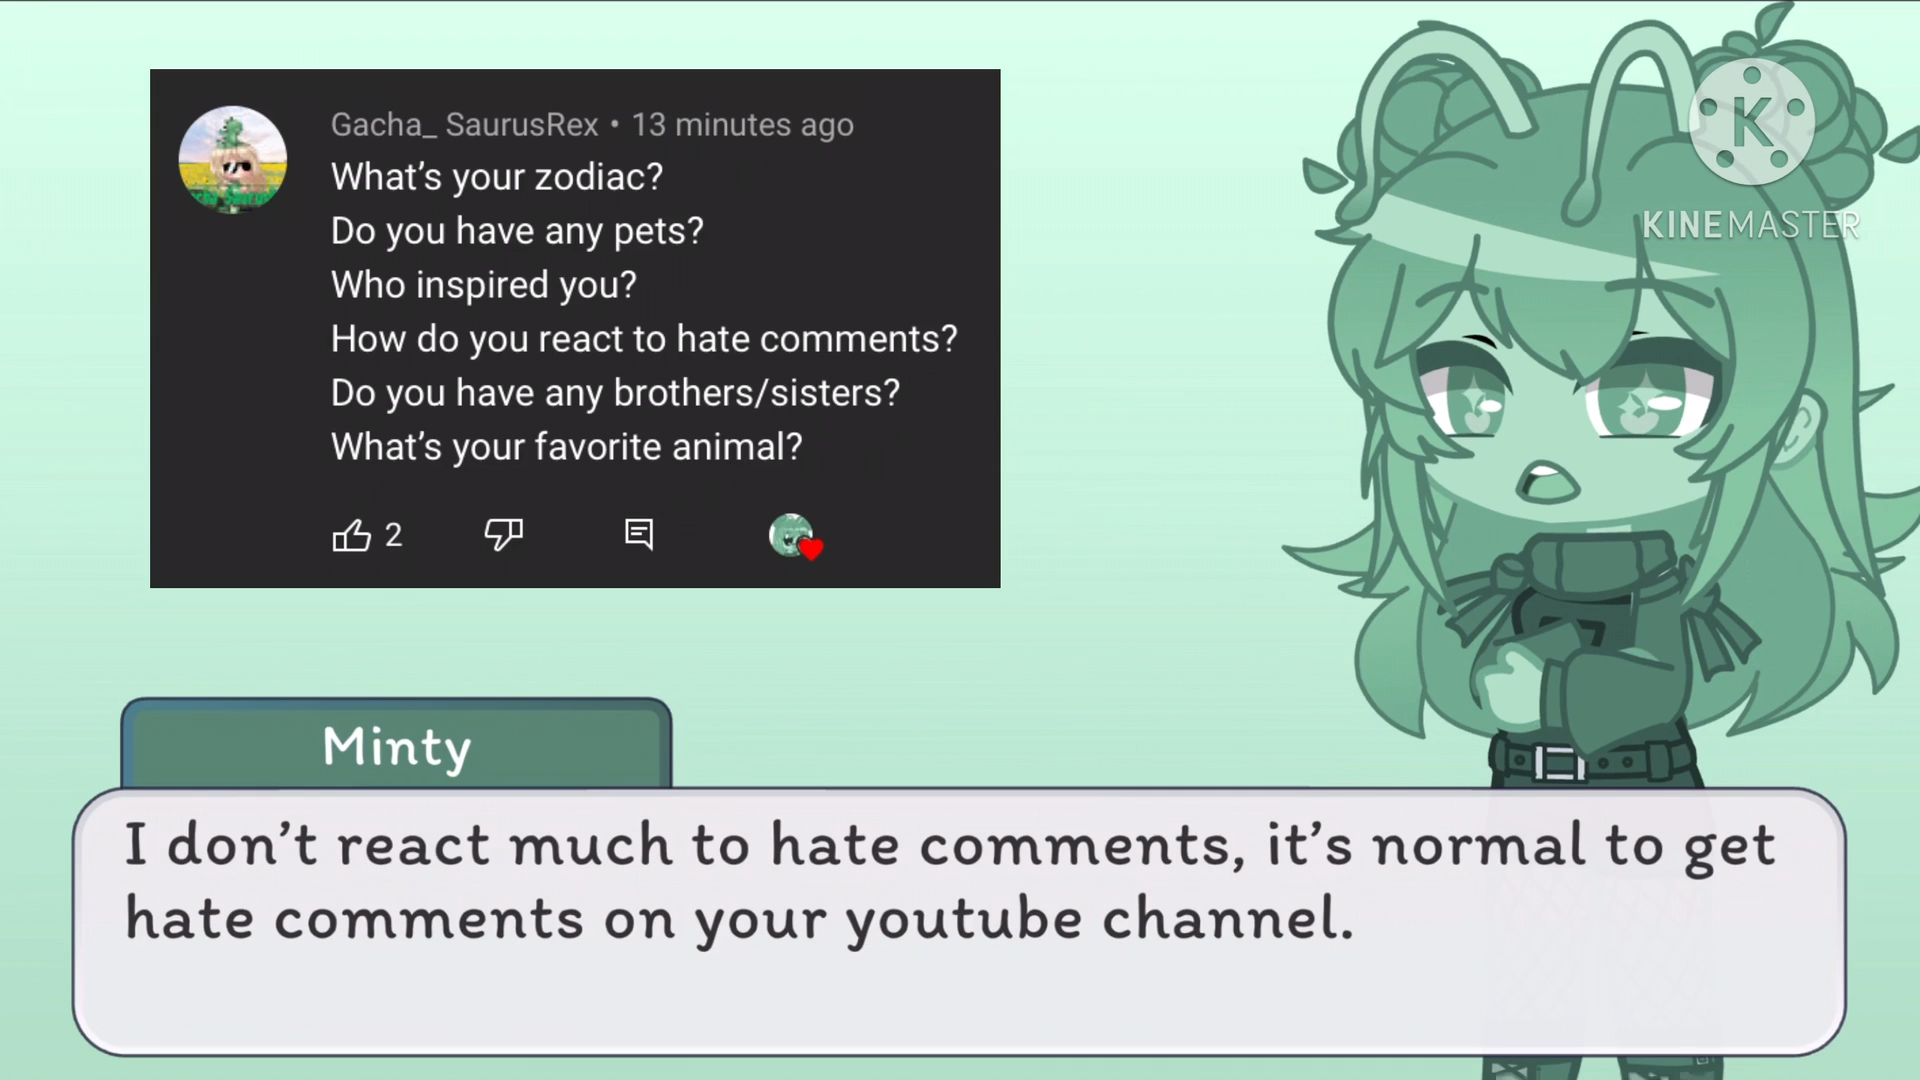 Gacha_ SaurusRex • 13 minutes ago
What’s your zodiac?
Do you have any pets?
Who inspired you?
How do you react to hate comments?
Do you have any brothers/sisters?
What’s your favorite animal?
2
K
KINEMASTER
Minty
I don’t react much to hate comments, it’s normal to get
hate comments on your youtube channel.